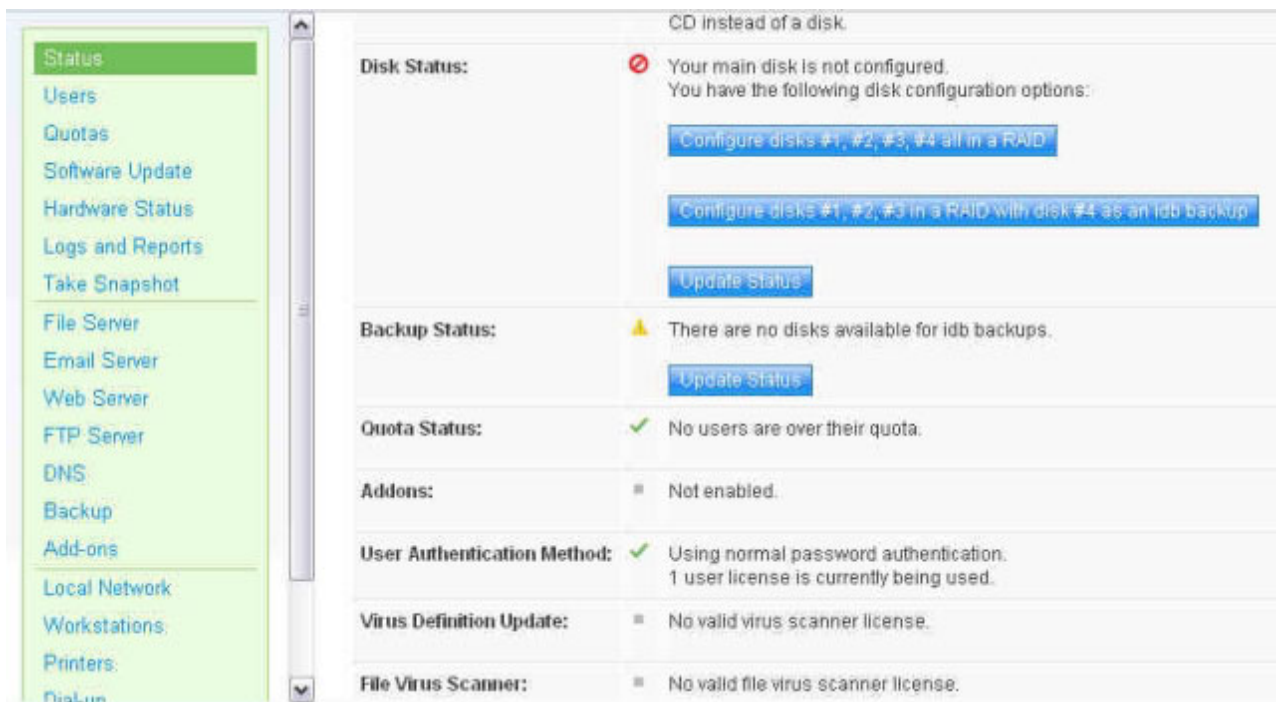 Status
Users
Quotas
Software Update
Hardware Status
Logs and Reports
Take Snapshot
File Server
Email Server
Web Server
FTP Server
DNS
Backup
Add-ons
Local Network
Workstations
Printers
Dial-up
CD instead of a disk.
Disk Status:
Your main disk is not configured.
You have the following disk configuration options:
Configure disks #1, #2, #3, #4 all in a RAID
Configure disks #1, #2, #3 in a RAID with disk #4 as an idb backup
Update Status
Backup Status:
There are no disks available for idb backups.
Update Status
Quota Status:
No users are over their quota.
Addons:
Not enabled.
User Authentication Method:
Using normal password authentication.
1 user license is currently being used.
Virus Definition Update:
No valid virus scanner license.
File Virus Scanner:
No valid file virus scanner license.